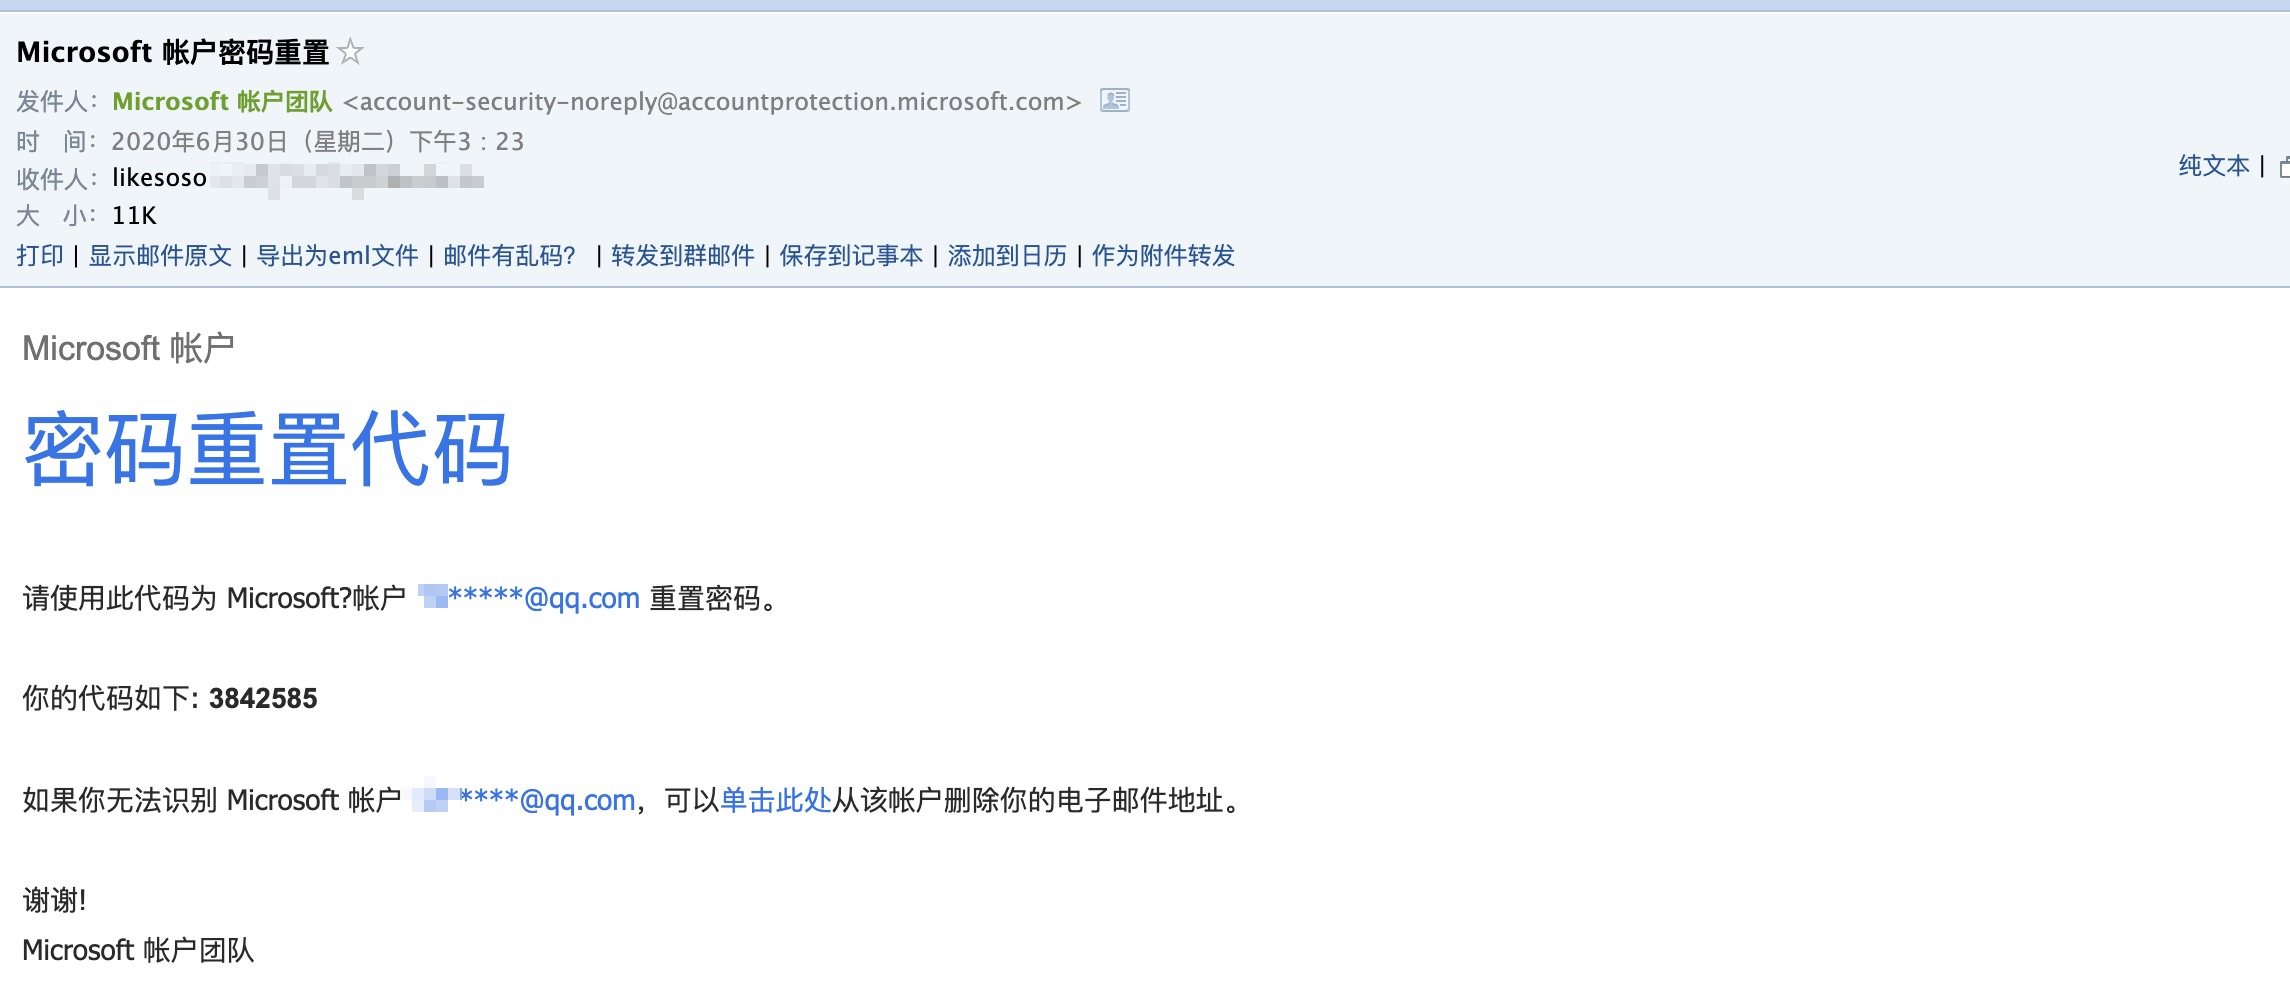 Microsoft 帐户密码重置
发件人：Microsoft 帐户团队 <account-security-noreply@accountprotection.microsoft.com>
时 间：2020年6月30日（星期二）下午3：23
收件人：likesoso
纯文本 |
大 小：11K
打印 | 显示邮件原文 | 导出为eml文件 | 邮件有乱码？ | 转发到群邮件 | 保存到记事本 | 添加到日历 | 作为附件转发
Microsoft 帐户
密码重置代码
请使用此代码为 Microsoft?帐户 *****@qq.com 重置密码。
你的代码如下: 3842585
如果你无法识别 Microsoft 帐户 ****@qq.com，可以单击此处从该帐户删除你的电子邮件地址。
谢谢!
Microsoft 帐户团队